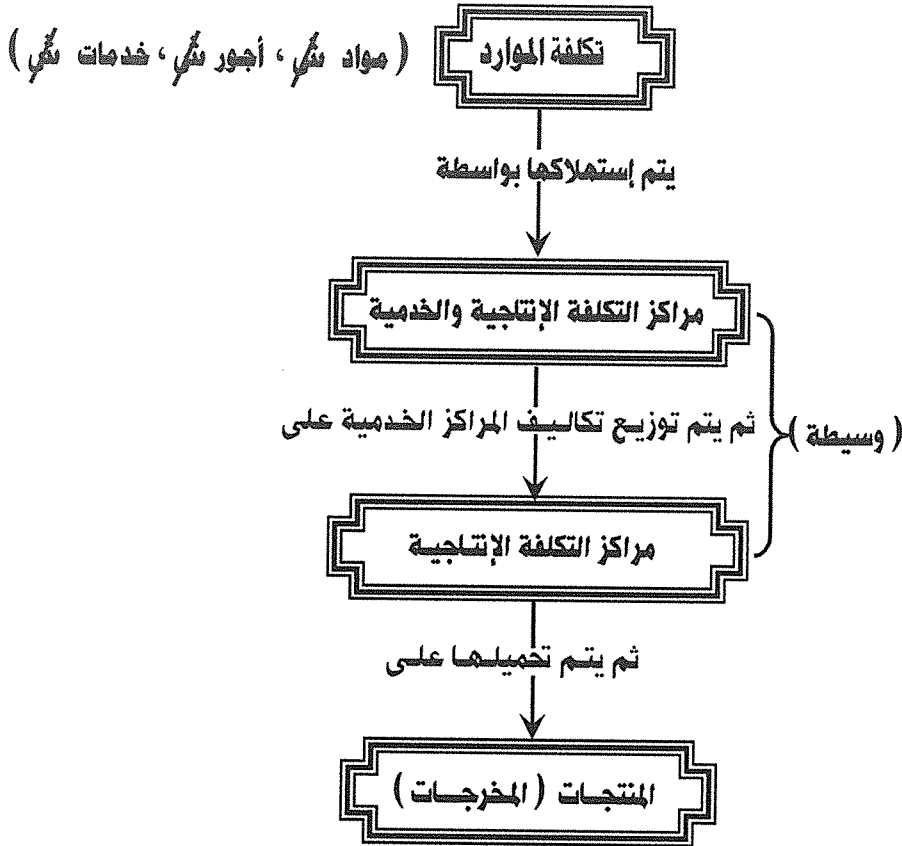 تكلفة الموارد
( مواد ، أجور ، خدمات )
يتم إستهلاكها بواسطة
مراكز التكلفة الإنتاجية والخدمية
ثم يتم توزيع تكاليف المراكز الخدمية على
( وسيطة )
مراكز التكلفة الإنتاجية
ثم يتم تحميلها على
المنتجات ( المخرجات )